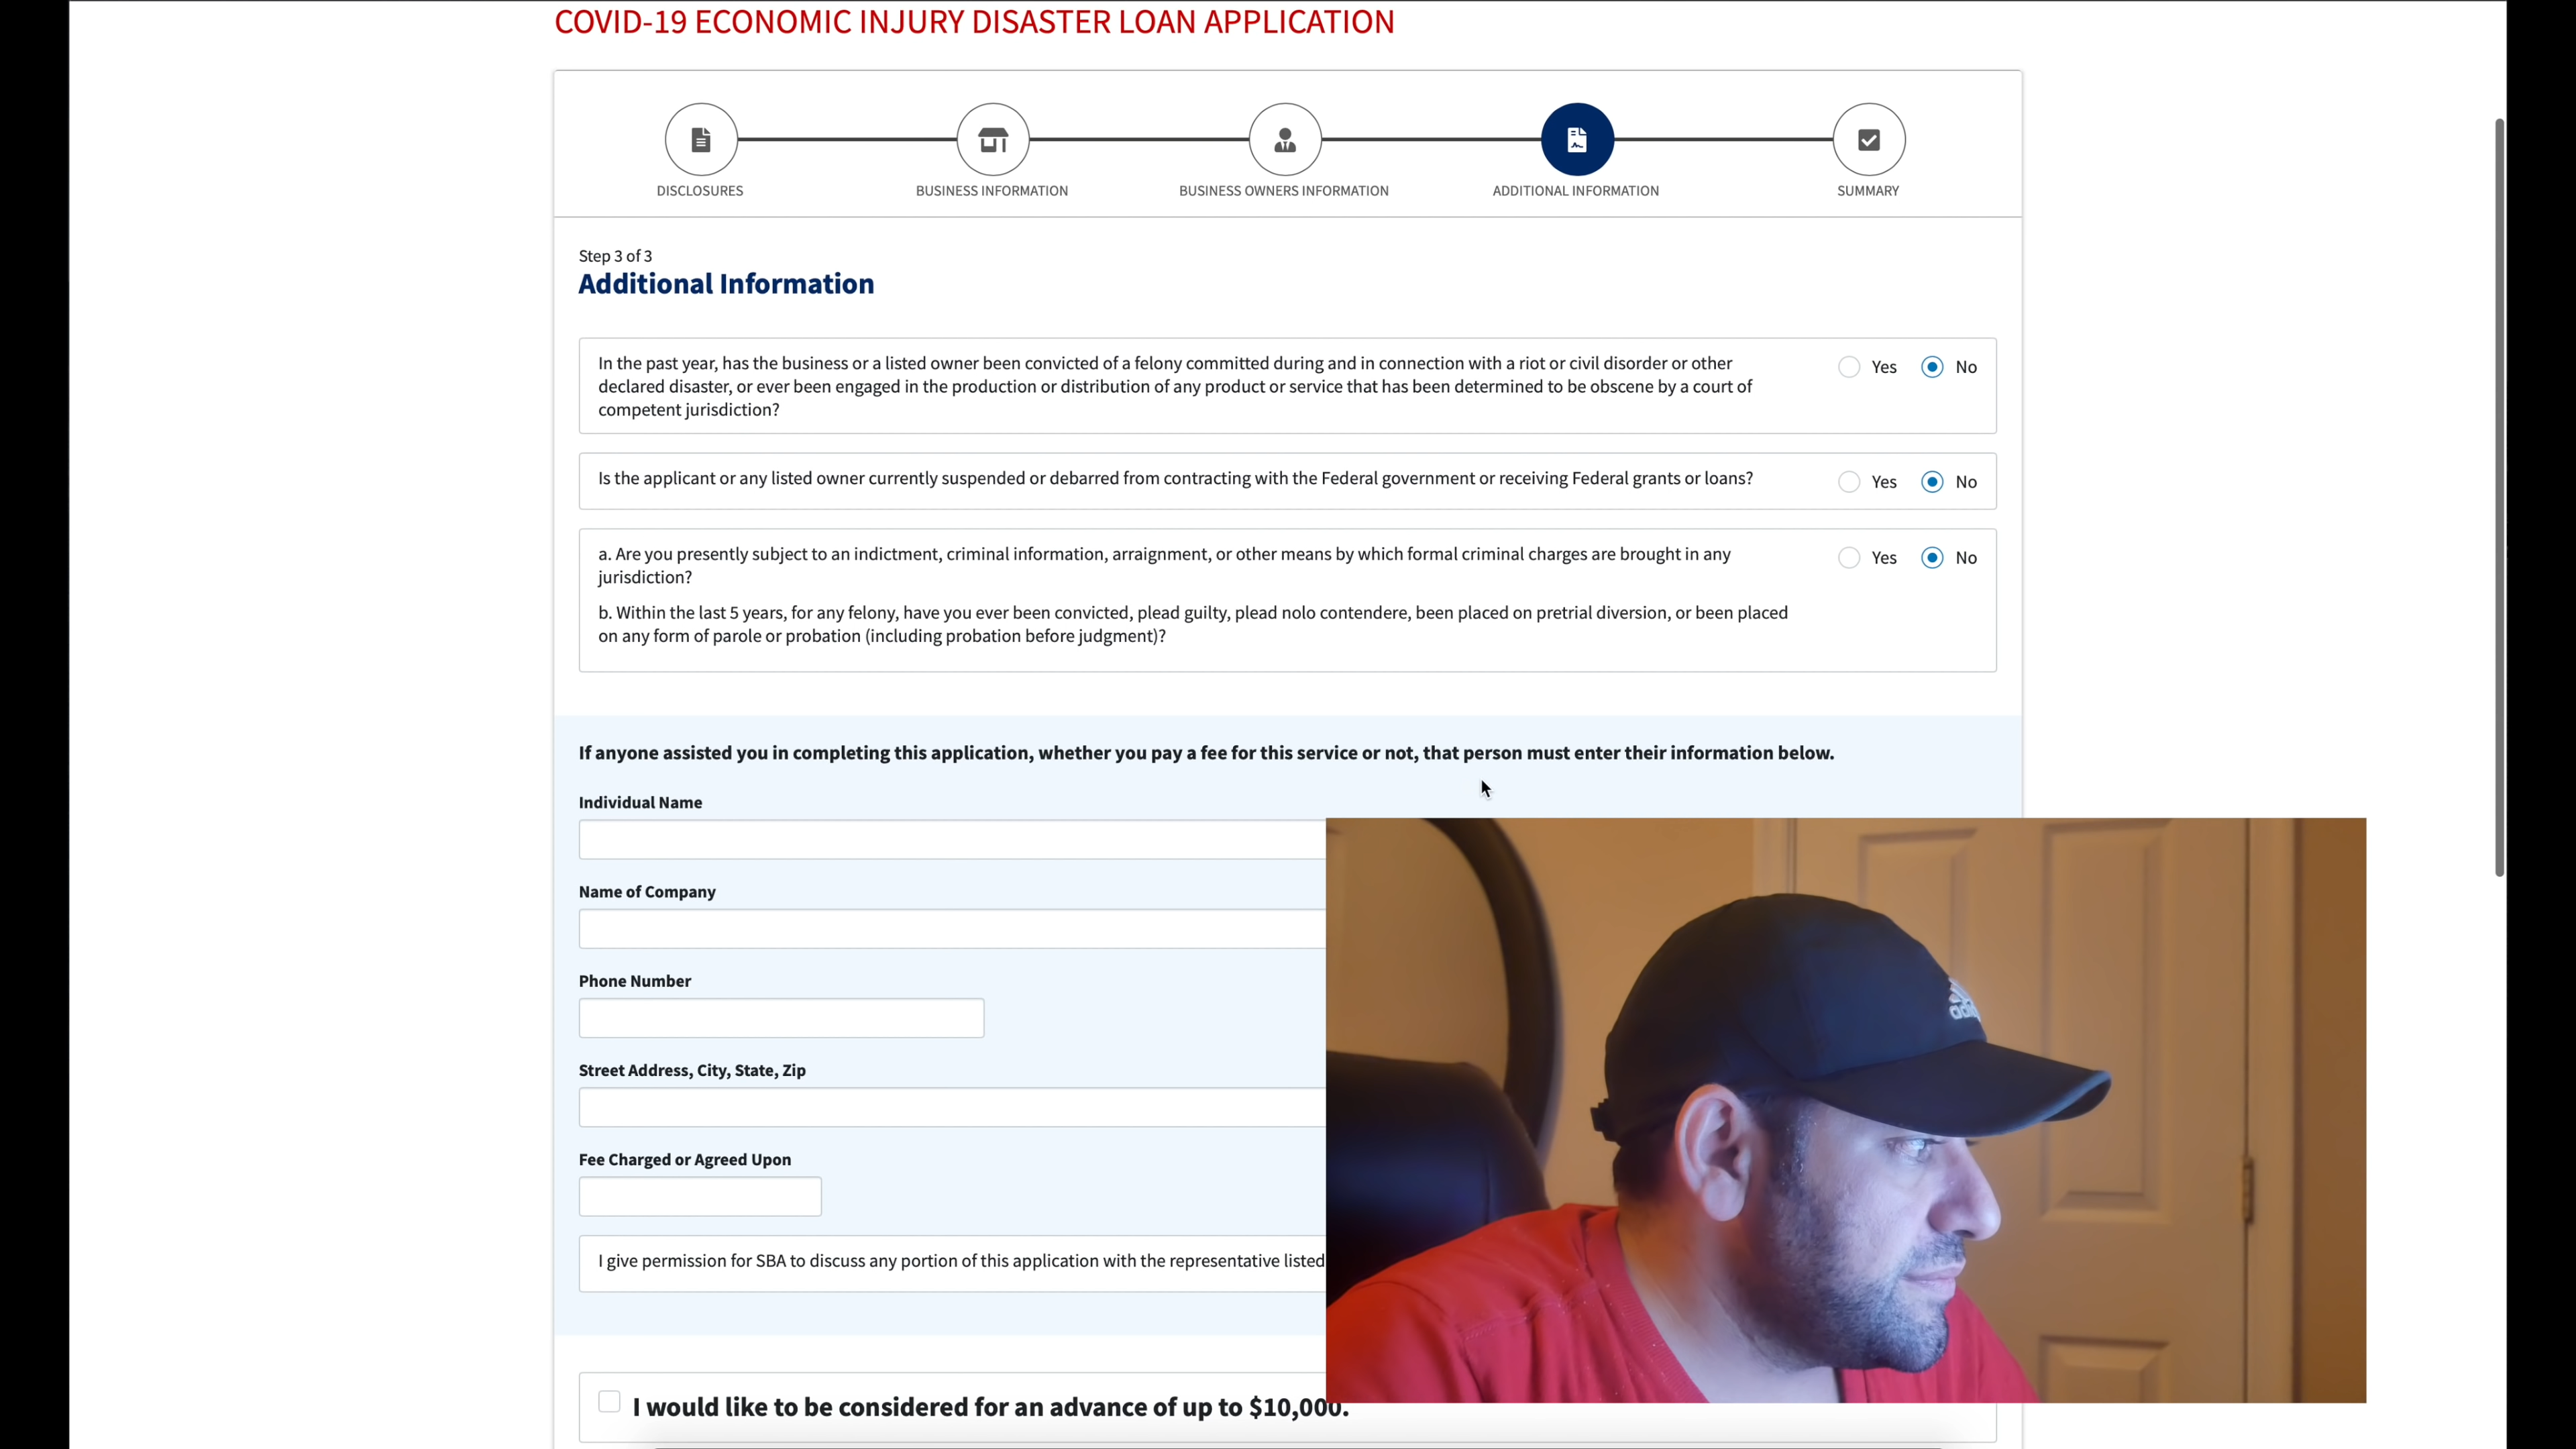 COVID-19 ECONOMIC INJURY DISASTER LOAN APPLICATION
DISCLOSURES
BUSINESS INFORMATION
BUSINESS OWNERS INFORMATION
ADDITIONAL INFORMATION
SUMMARY
Step 3 of 3
Additional Information
In the past year, has the business or a listed owner been convicted of a felony committed during and in connection with a riot or civil disorder or other
declared disaster, or ever been engaged in the production or distribution of any product or service that has been determined to be obscene by a court of
competent jurisdiction?
Yes No
Is the applicant or any listed owner currently suspended or debarred from contracting with the Federal government or receiving Federal grants or loans?
Yes No
a. Are you presently subject to an indictment, criminal information, arraignment, or other means by which formal criminal charges are brought in any
jurisdiction?
Yes No
b. Within the last 5 years, for any felony, have you ever been convicted, plead guilty, plead nolo contendere, been placed on pretrial diversion, or been placed
on any form of parole or probation (including probation before judgment)?
If anyone assisted you in completing this application, whether you pay a fee for this service or not, that person must enter their information below.
Individual Name
Name of Company
Phone Number
Street Address, City, State, Zip
Fee Charged or Agreed Upon
I give permission for SBA to discuss any portion of this application with the representative listed
I would like to be considered for an advance of up to $10,000.